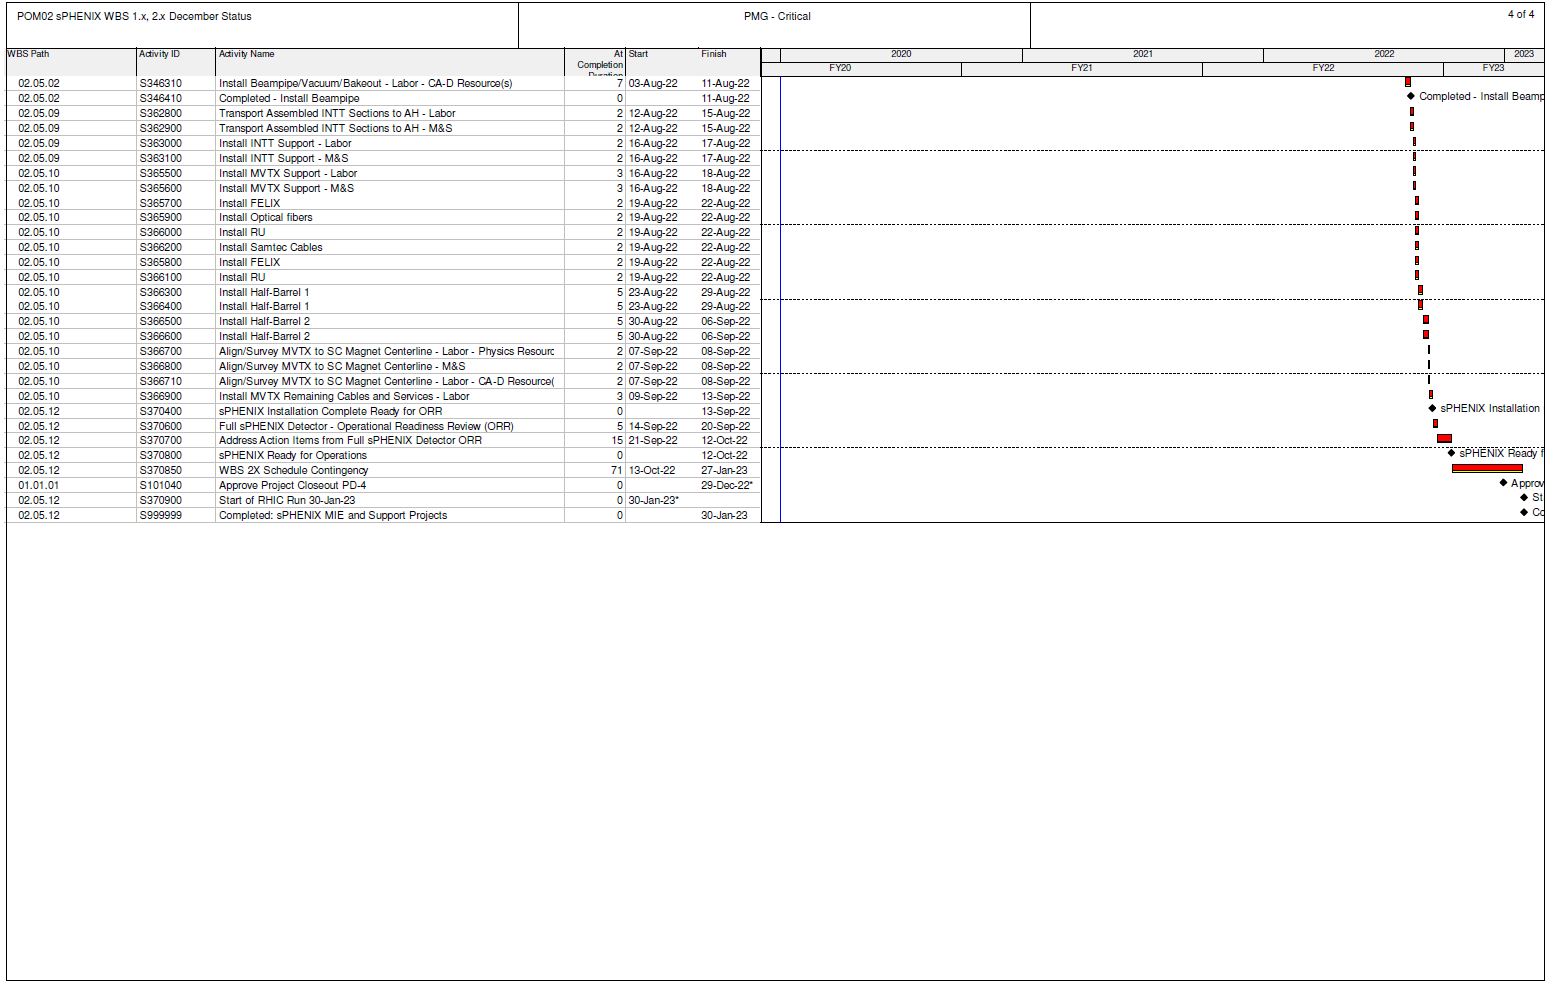 POM02 sPHENIX WBS 1.x, 2.x December Status PMG - Critical 4 of 4
WBS Path Activity ID Activity Name At Completion Duration Start Finish 2020 2021 2022 2023
FY20 FY21 FY22 FY23
02.05.02 S346310 Install Beampipe/Vacuum/Bakeout - Labor - CA-D Resource(s) 7 03-Aug-22 11-Aug-22
02.05.02 S346410 Completed - Install Beampipe 0 11-Aug-22 Completed - Install Beamp
02.05.09 S362800 Transport Assembled INTT Sections to AH - Labor 2 12-Aug-22 15-Aug-22
02.05.09 S362900 Transport Assembled INTT Sections to AH - M&S 2 12-Aug-22 15-Aug-22
02.05.09 S363000 Install INTT Support - Labor 2 16-Aug-22 17-Aug-22
02.05.09 S363100 Install INTT Support - M&S 2 16-Aug-22 17-Aug-22
02.05.10 S365500 Install MVTX Support - Labor 3 16-Aug-22 18-Aug-22
02.05.10 S365600 Install MVTX Support - M&S 3 16-Aug-22 18-Aug-22
02.05.10 S365700 Install FELIX 2 19-Aug-22 22-Aug-22
02.05.10 S365900 Install Optical fibers 2 19-Aug-22 22-Aug-22
02.05.10 S366000 Install RU 2 19-Aug-22 22-Aug-22
02.05.10 S366200 Install Samtec Cables 2 19-Aug-22 22-Aug-22
02.05.10 S365800 Install FELIX 2 19-Aug-22 22-Aug-22
02.05.10 S366100 Install RU 2 19-Aug-22 22-Aug-22
02.05.10 S366300 Install Half-Barrel 1 5 23-Aug-22 29-Aug-22
02.05.10 S366400 Install Half-Barrel 1 5 23-Aug-22 29-Aug-22
02.05.10 S366500 Install Half-Barrel 2 5 30-Aug-22 06-Sep-22
02.05.10 S366600 Install Half-Barrel 2 5 30-Aug-22 06-Sep-22
02.05.10 S366700 Align/Survey MVTX to SC Magnet Centerline - Labor - Physics Resourc 2 07-Sep-22 08-Sep-22
02.05.10 S366800 Align/Survey MVTX to SC Magnet Centerline - M&S 2 07-Sep-22 08-Sep-22
02.05.10 S366710 Align/Survey MVTX to SC Magnet Centerline - Labor - CA-D Resource( 2 07-Sep-22 08-Sep-22
02.05.10 S366900 Install MVTX Remaining Cables and Services - Labor 3 09-Sep-22 13-Sep-22
02.05.12 S370400 sPHENIX Installation Complete Ready for ORR 0 13-Sep-22 sPHENIX Installation
02.05.12 S370600 Full sPHENIX Detector - Operational Readiness Review (ORR) 5 14-Sep-22 20-Sep-22
02.05.12 S370700 Address Action Items from Full sPHENIX Detector ORR 15 21-Sep-22 12-Oct-22
02.05.12 S370800 sPHENIX Ready for Operations 0 12-Oct-22 sPHENIX Ready f
02.05.12 S370850 WBS 2X Schedule Contingency 71 13-Oct-22 27-Jan-23
01.01.01 S101040 Approve Project Closeout PD-4 0 29-Dec-22* Approv
02.05.12 S370900 Start of RHIC Run 30-Jan-23 0 30-Jan-23* St
02.05.12 S999999 Completed: sPHENIX MIE and Support Projects 0 30-Jan-23 Co